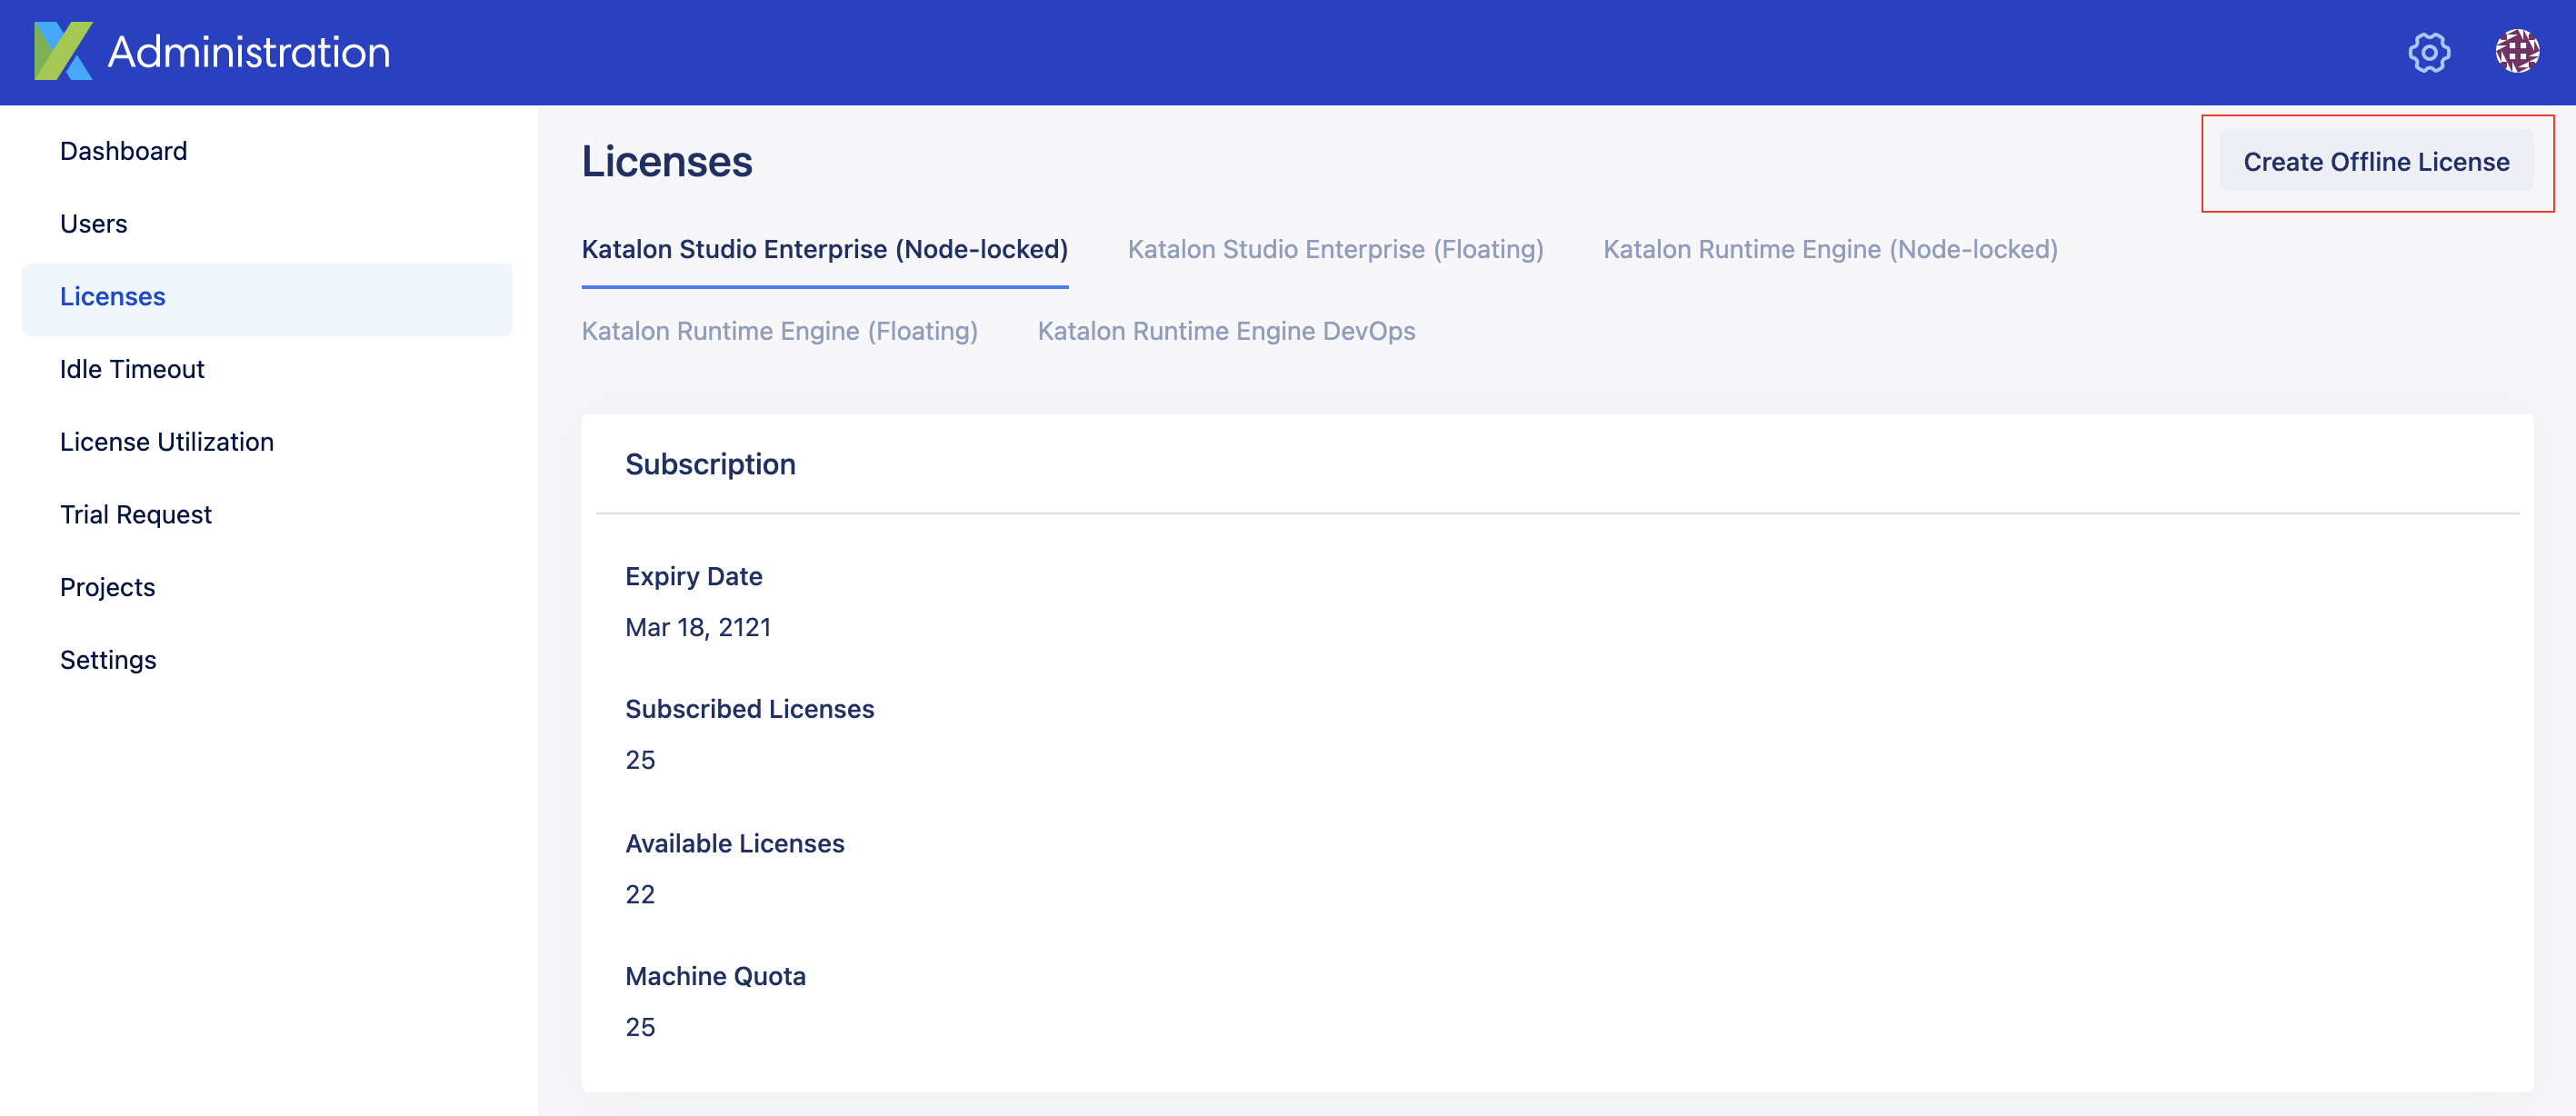 Administration
Dashboard
Users
Licenses
Idle Timeout
License Utilization
Trial Request
Projects
Settings
Licenses
Create Offline License
Katalon Studio Enterprise (Node-locked)
Katalon Studio Enterprise (Floating)
Katalon Runtime Engine (Node-locked)
Katalon Runtime Engine (Floating)
Katalon Runtime Engine DevOps
Subscription
Expiry Date
Mar 18, 2121
Subscribed Licenses
25
Available Licenses
22
Machine Quota
25